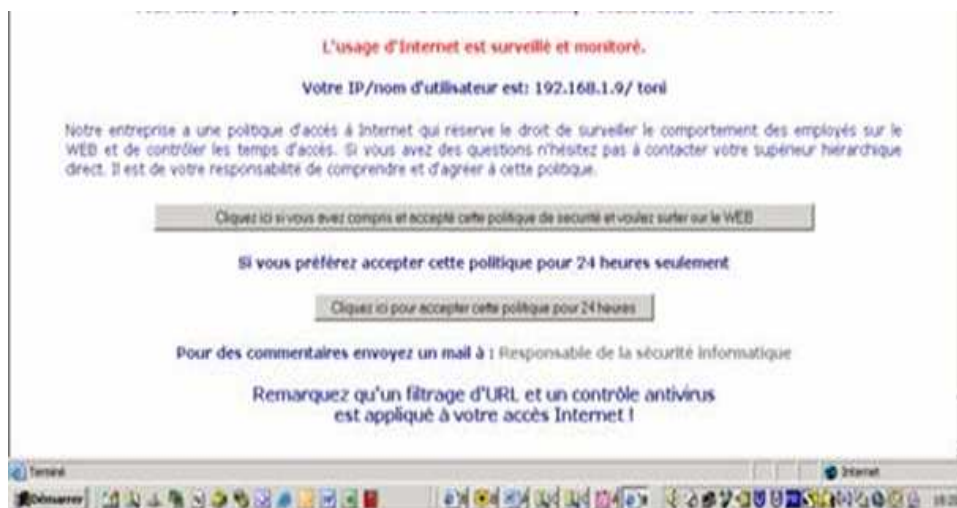 L'usage d'Internet est surveillé et monitoré.
Votre IP/nom d'utilisateur est: 192.168.1.9/ toni
Notre entreprise a une politique d'accès à Internet qui réserve le droit de surveiller le comportement des employés sur le
WEB et de contrôler les temps d'accès. Si vous avez des questions n'hésitez pas à contacter votre supérieur hiérarchique
direct. Il est de votre responsabilité de comprendre et d'agréer à cette politique.
Cliquez ici si vous avez compris et accepté cette politique de securité et voulez surfer sur le WEB
Si vous préférez accepter cette politique pour 24 heures seulement
Cliquez ici pour accepter cette politique pour 24 heures
Pour des commentaires envoyez un mail à : Responsable de la sécurité informatique
Remarquez qu'un filtrage d'URL et un contrôle antivirus
est appliqué à votre accès Internet !
Terminé Internet
Démarrer